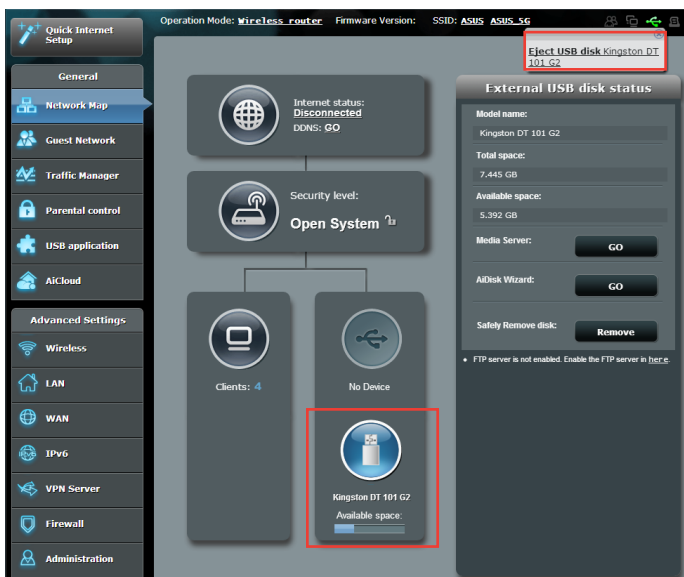 Quick Internet
Setup
Operation Mode: Wireless router Firmware Version: SSID: ASUS ASUS_5G
Eject USB disk Kingston DT
101 G2
General
Network Map
Guest Network
Traffic Manager
Parental control
USB application
AiCloud
Advanced Settings
Wireless
LAN
WAN
IPv6
IPv6
VPN Server
Firewall
Administration
Internet status:
Disconnected
DDNS: GO
Security level:
Open System
Clients: 4
No Device
Kingston DT 101 G2
Available space:
External USB disk status
Model name:
Kingston DT 101 G2
Total space:
7.445 GB
Available space:
5.392 GB
Media Server:
GO
AiDisk Wizard:
GO
Safely Remove disk:
Remove
• FTP server is not enabled. Enable the FTP server in here.